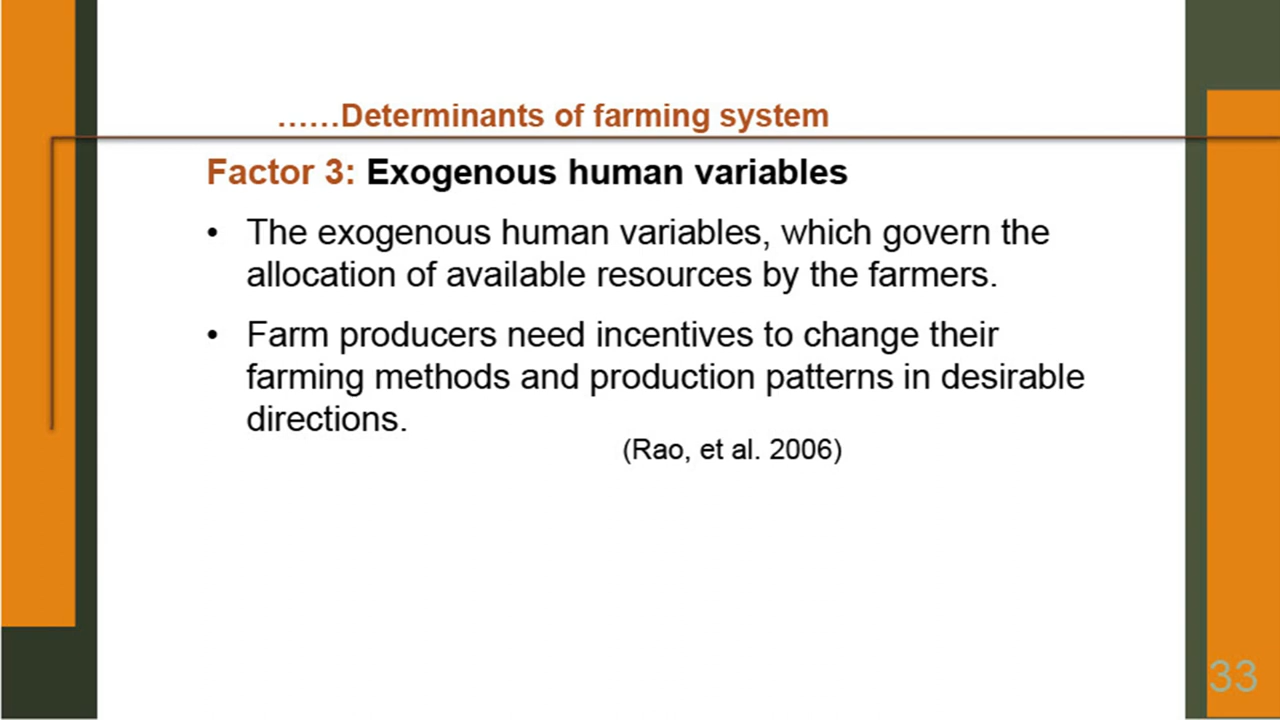 ......Determinants of farming system
Factor 3: Exogenous human variables
• The exogenous human variables, which govern the
allocation of available resources by the farmers.
• Farm producers need incentives to change their
farming methods and production patterns in desirable
directions.
(Rao, et al. 2006)
33